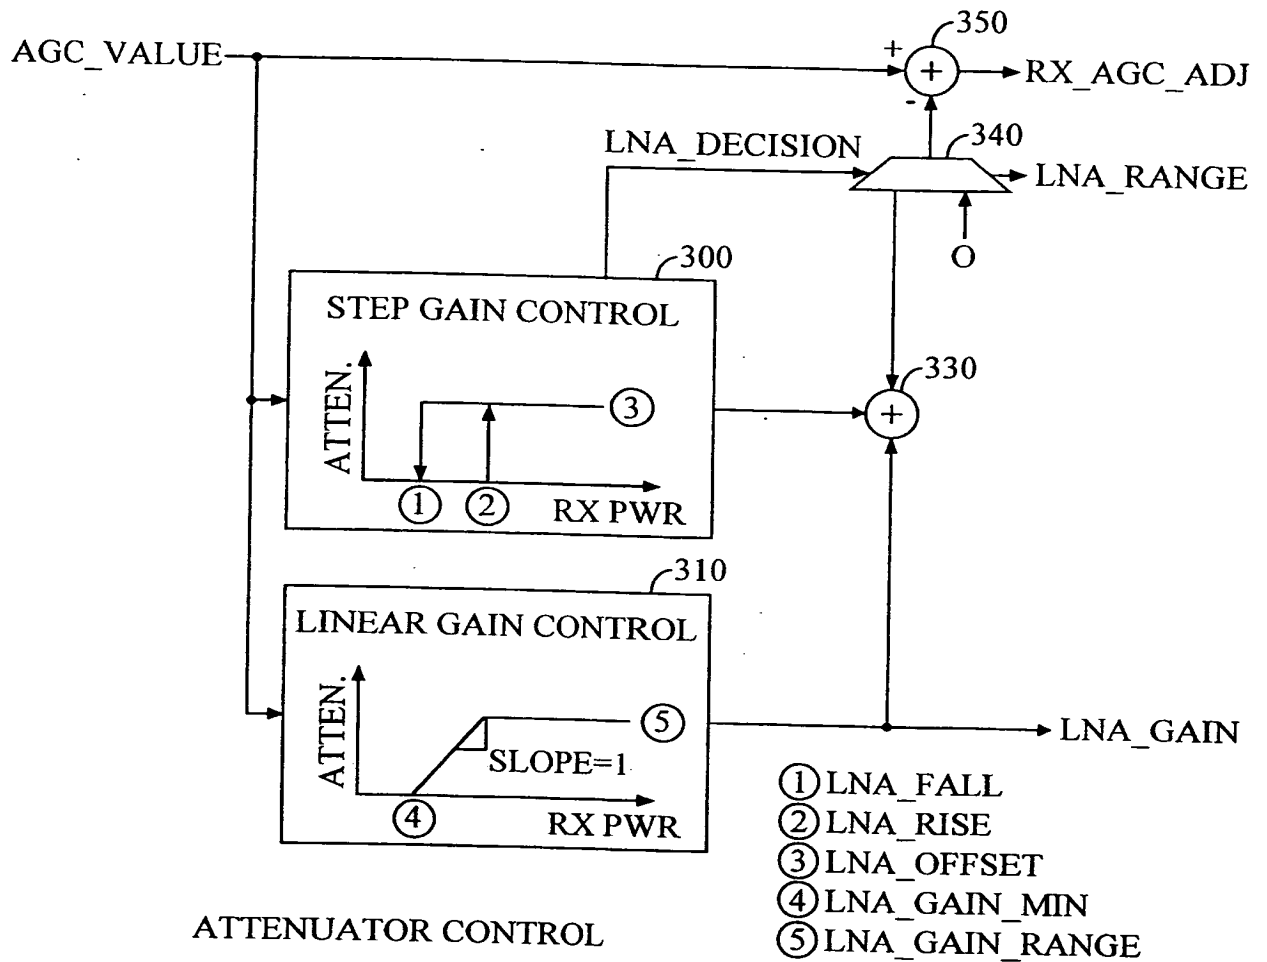 AGC_VALUE
350
+
+
-
RX_AGC_ADJ
LNA_DECISION
340
LNA_RANGE
O
300
STEP GAIN CONTROL
ATTEN.
3
1
2
RX PWR
330
+
310
LINEAR GAIN CONTROL
ATTEN.
5
SLOPE=1
4
RX PWR
LNA_GAIN
1 LNA_FALL
2 LNA_RISE
3 LNA_OFFSET
4 LNA_GAIN_MIN
5 LNA_GAIN_RANGE
ATTENUATOR CONTROL